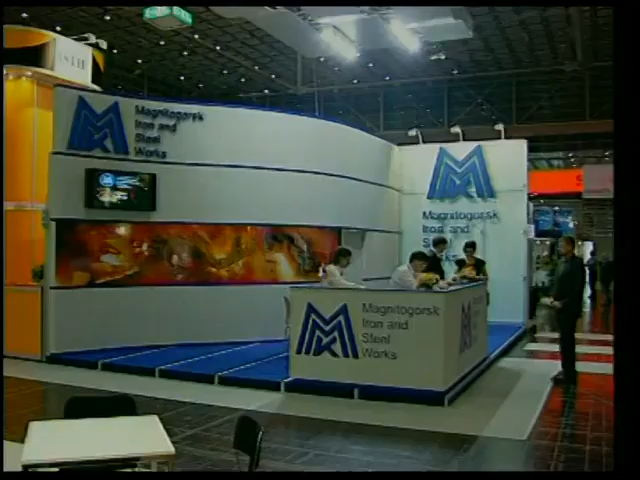 Magnitogorsk
Iron and
Steel
Works
Magnitogorsk
Iron and
Magnitogorsk
Iron and
Steel
Works